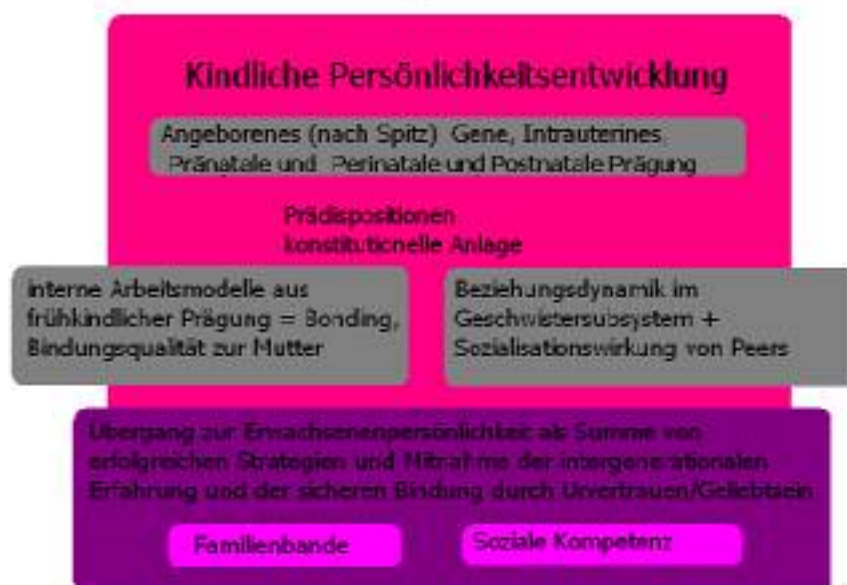 Kindliche Persönlichkeitsentwicklung
Angeborenes (nach Spitz) Gene, Intrauterines
Pränatale und Perinatale und Postnatale Prägung
Prädispositionen
konstitutionelle Anlage
interne Arbeitsmodelle aus
frühkindlicher Prägung = Bonding,
Bindungsqualität zur Mutter
Beziehungsdynamik im
Geschwistersubsystem +
Sozialisationswirkung von Peers
Übergang zur Erwachsenenpersönlichkeit als Summe von
erfolgreichen Strategien und Mitnahme der intergenerationalen
Erfahrung und der sicheren Bindung durch Urvertrauen/Geliebtsein
Familienbande
Soziale Kompetenz